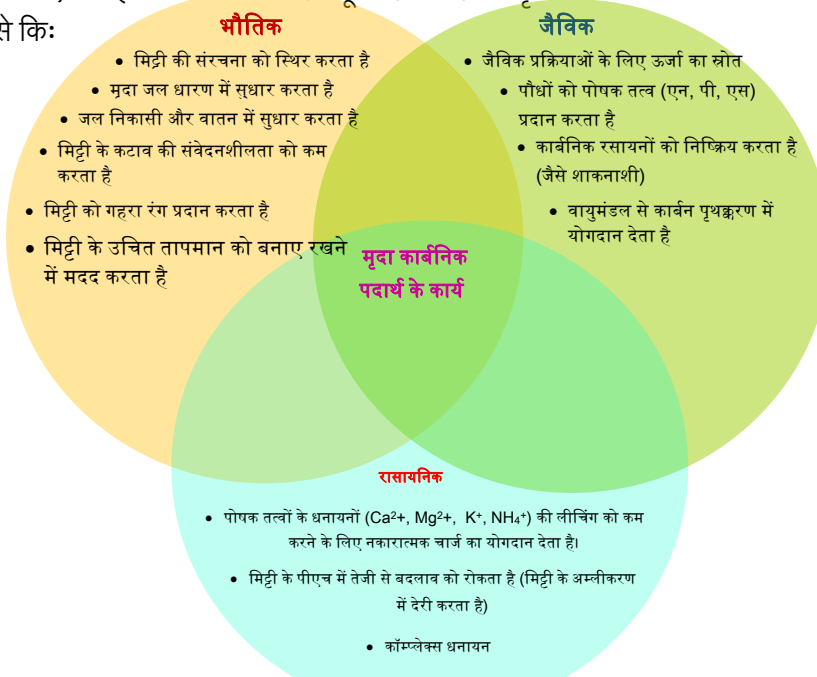 से कि:
भौतिक
• मिट्टी की संरचना को स्थिर करता है
• मृदा जल धारण में सुधार करता है
• जल निकासी और वातन में सुधार करता है
• मिट्टी के कटाव की संवेदनशीलता को कम
करता है
• मिट्टी को गहरा रंग प्रदान करता है
• मिट्टी के उचित तापमान को बनाए रखने
में मदद करता है
जैविक
• जैविक प्रक्रियाओं के लिए ऊर्जा का स्रोत
• पौधों को पोषक तत्व (एन, पी, एस)
प्रदान करता है
• कार्बनिक रसायनों को निष्क्रिय करता है
(जैसे शाकनाशी)
• वायुमंडल से कार्बन पृथक्करण में
योगदान देता है
मृदा कार्बनिक
पदार्थ के कार्य
रासायनिक
• पोषक तत्वों के धनायनों (Ca²+, Mg²+, K⁺, NH₄⁺) की लीचिंग को कम
करने के लिए नकारात्मक चार्ज का योगदान देता है।
• मिट्टी के पीएच में तेजी से बदलाव को रोकता है (मिट्टी के अम्लीकरण
में देरी करता है)
• कॉम्प्लेक्स धनायन